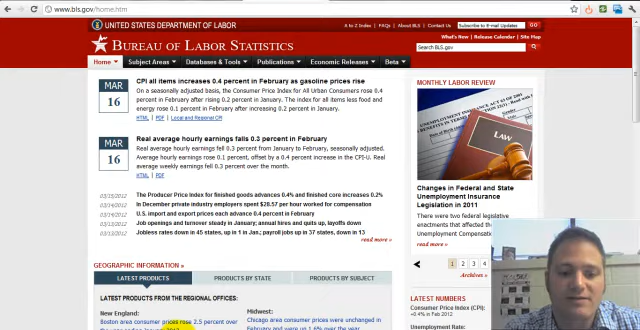 www.bls.gov/home.htm
UNITED STATES DEPARTMENT OF LABOR
A to Z Index | FAQs | About BLS | Contact Us Subscribe to E-mail Updates GO
BUREAU OF LABOR STATISTICS
What's New | Release Calendar | Site Map
Search BLS.gov
Home Subject Areas Databases & Tools Publications Economic Releases Beta
MAR
16
CPI all items increases 0.4 percent in February as gasoline prices rise
On a seasonally adjusted basis, the Consumer Price Index for All Urban Consumers rose 0.4
percent in February after rising 0.2 percent in January. The index for all items less food and
energy rose 0.1 percent in February after increasing 0.2 percent in January.
HTML | PDF | Local and Regional CPI
MAR
16
Real average hourly earnings falls 0.3 percent in February
Real average hourly earnings fell 0.3 percent from January to February, seasonally adjusted.
Average hourly earnings rose 0.1 percent, offset by a 0.4 percent increase in the CPI-U. Real
average weekly earnings fell 0.3 percent over the month.
HTML | PDF
03/15/2012 The Producer Price Index for finished goods advances 0.4% and finished core increases 0.2%
03/14/2012 In December private industry employers spent $28.57 per hour worked for compensation
03/14/2012 U.S. import and export prices each advance 0.4 percent in February
03/13/2012 Job openings and turnover steady in January; annual hires and quits up, layoffs down
03/13/2012 Jobless rates down in 45 states, up in 1 in Jan.; payroll jobs up in 37 states, down in 13
read more »
GEOGRAPHIC INFORMATION »
LATEST PRODUCTS PRODUCTS BY STATE PRODUCTS BY SUBJECT
LATEST PRODUCTS FROM THE REGIONAL OFFICES:
New England:
Boston area consumer prices rose 2.5 percent over
Midwest:
Chicago area consumer prices were unchanged in
February and were up 1.6% over the year
MONTHLY LABOR REVIEW
LAW
Changes in Federal and State
Unemployment Insurance
Legislation in 2011
There were two federal legislative
enactments that affected the
Unemployment Compensation
read more »
1 2 3 4
Archives »
LATEST NUMBERS
Consumer Price Index (CPI):
+0.4% in Feb 2012
Unemployment Rate: